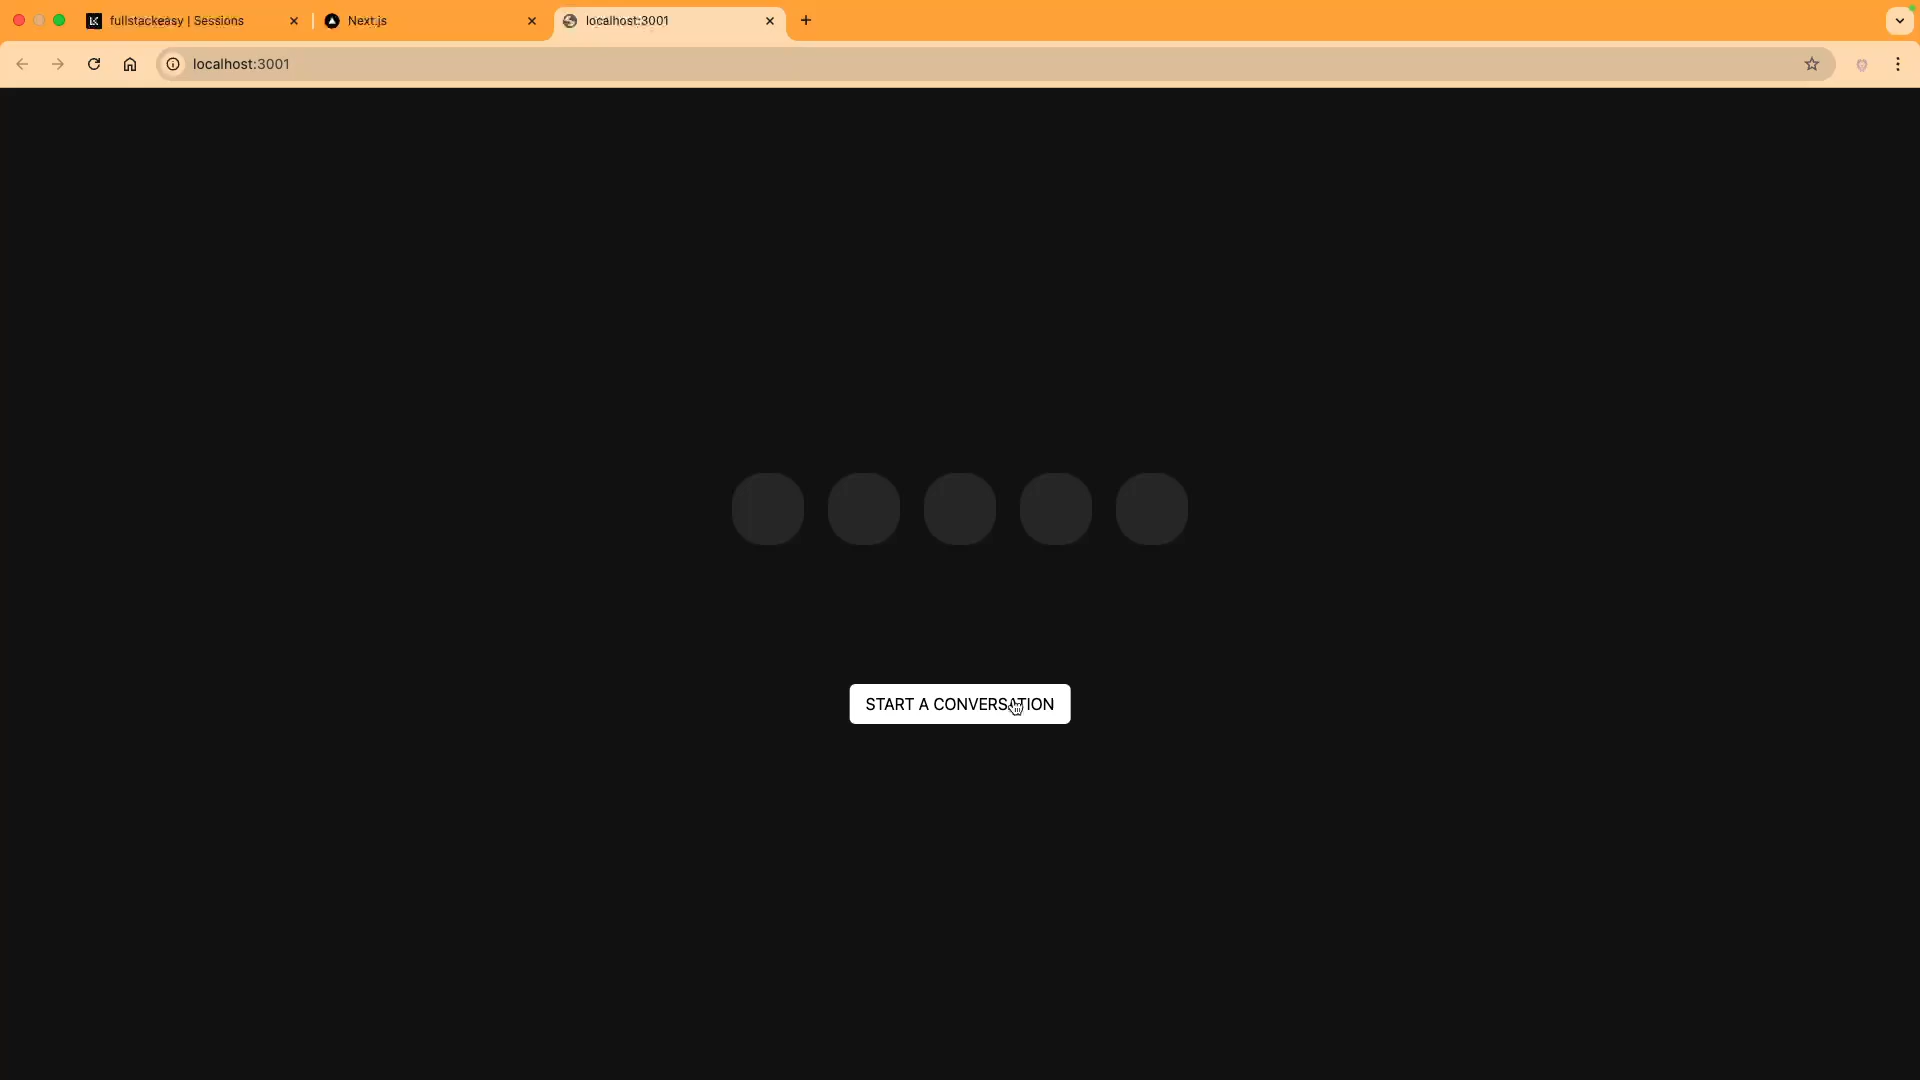 fullstackeasy | Sessions
Next.js
localhost:3001
localhost:3001
START A CONVERSATION